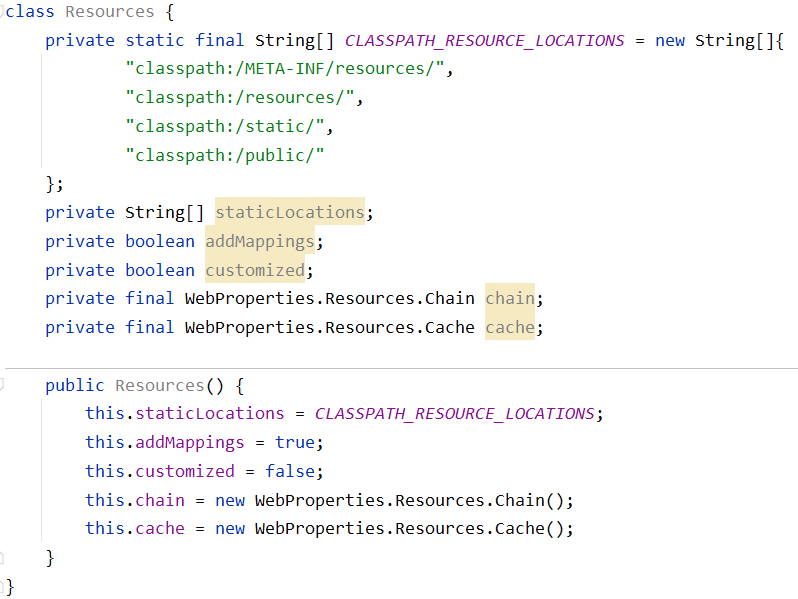 class Resources {
    private static final String[] CLASSPATH_RESOURCE_LOCATIONS = new String[]{
            "classpath:/META-INF/resources/",
            "classpath:/resources/",
            "classpath:/static/",
            "classpath:/public/"
    };
    private String[] staticLocations;
    private boolean addMappings;
    private boolean customized;
    private final WebProperties.Resources.Chain chain;
    private final WebProperties.Resources.Cache cache;

    public Resources() {
        this.staticLocations = CLASSPATH_RESOURCE_LOCATIONS;
        this.addMappings = true;
        this.customized = false;
        this.chain = new WebProperties.Resources.Chain();
        this.cache = new WebProperties.Resources.Cache();
    }
}